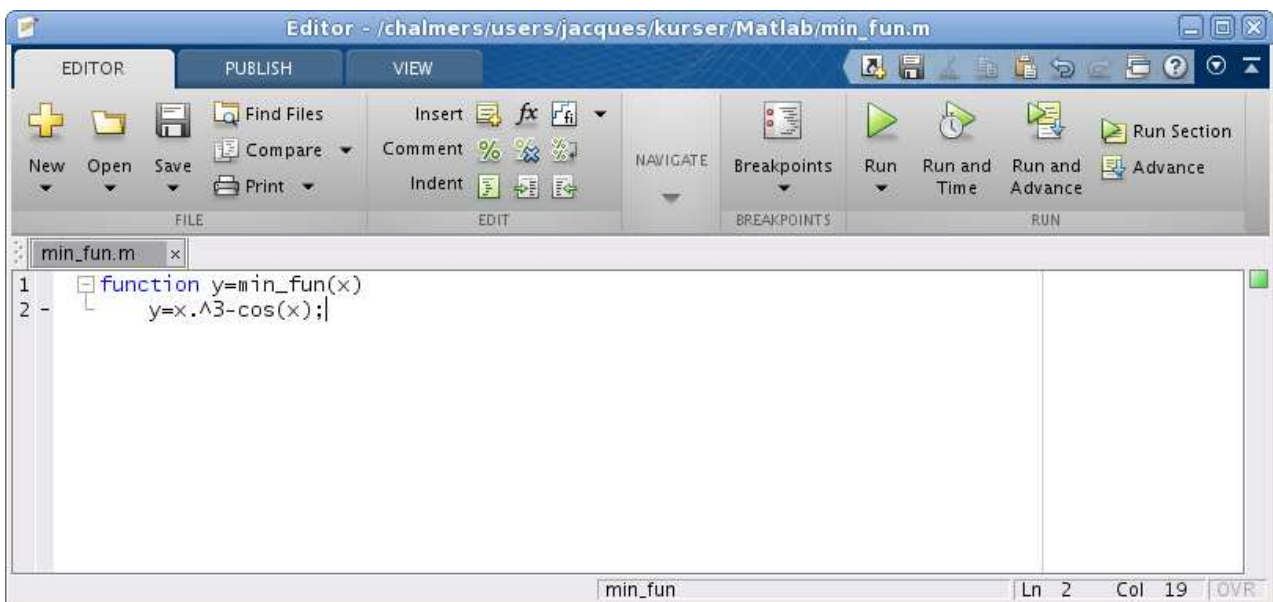 Editor - /chalmers/users/jacques/kurser/Matlab/min_fun.m
EDITOR PUBLISH VIEW
New Open Save
Find Files
Compare
Print
FILE
Insert fx fi
Comment % % %
Indent
EDIT
NAVIGATE
Breakpoints
BREAKPOINTS
Run Run and Time Run and Advance
Run Section
Advance
RUN
min_fun.m
1 function y=min_fun(x)
2 - y=x.^3-cos(x);
min_fun Ln 2 Col 19 OVR